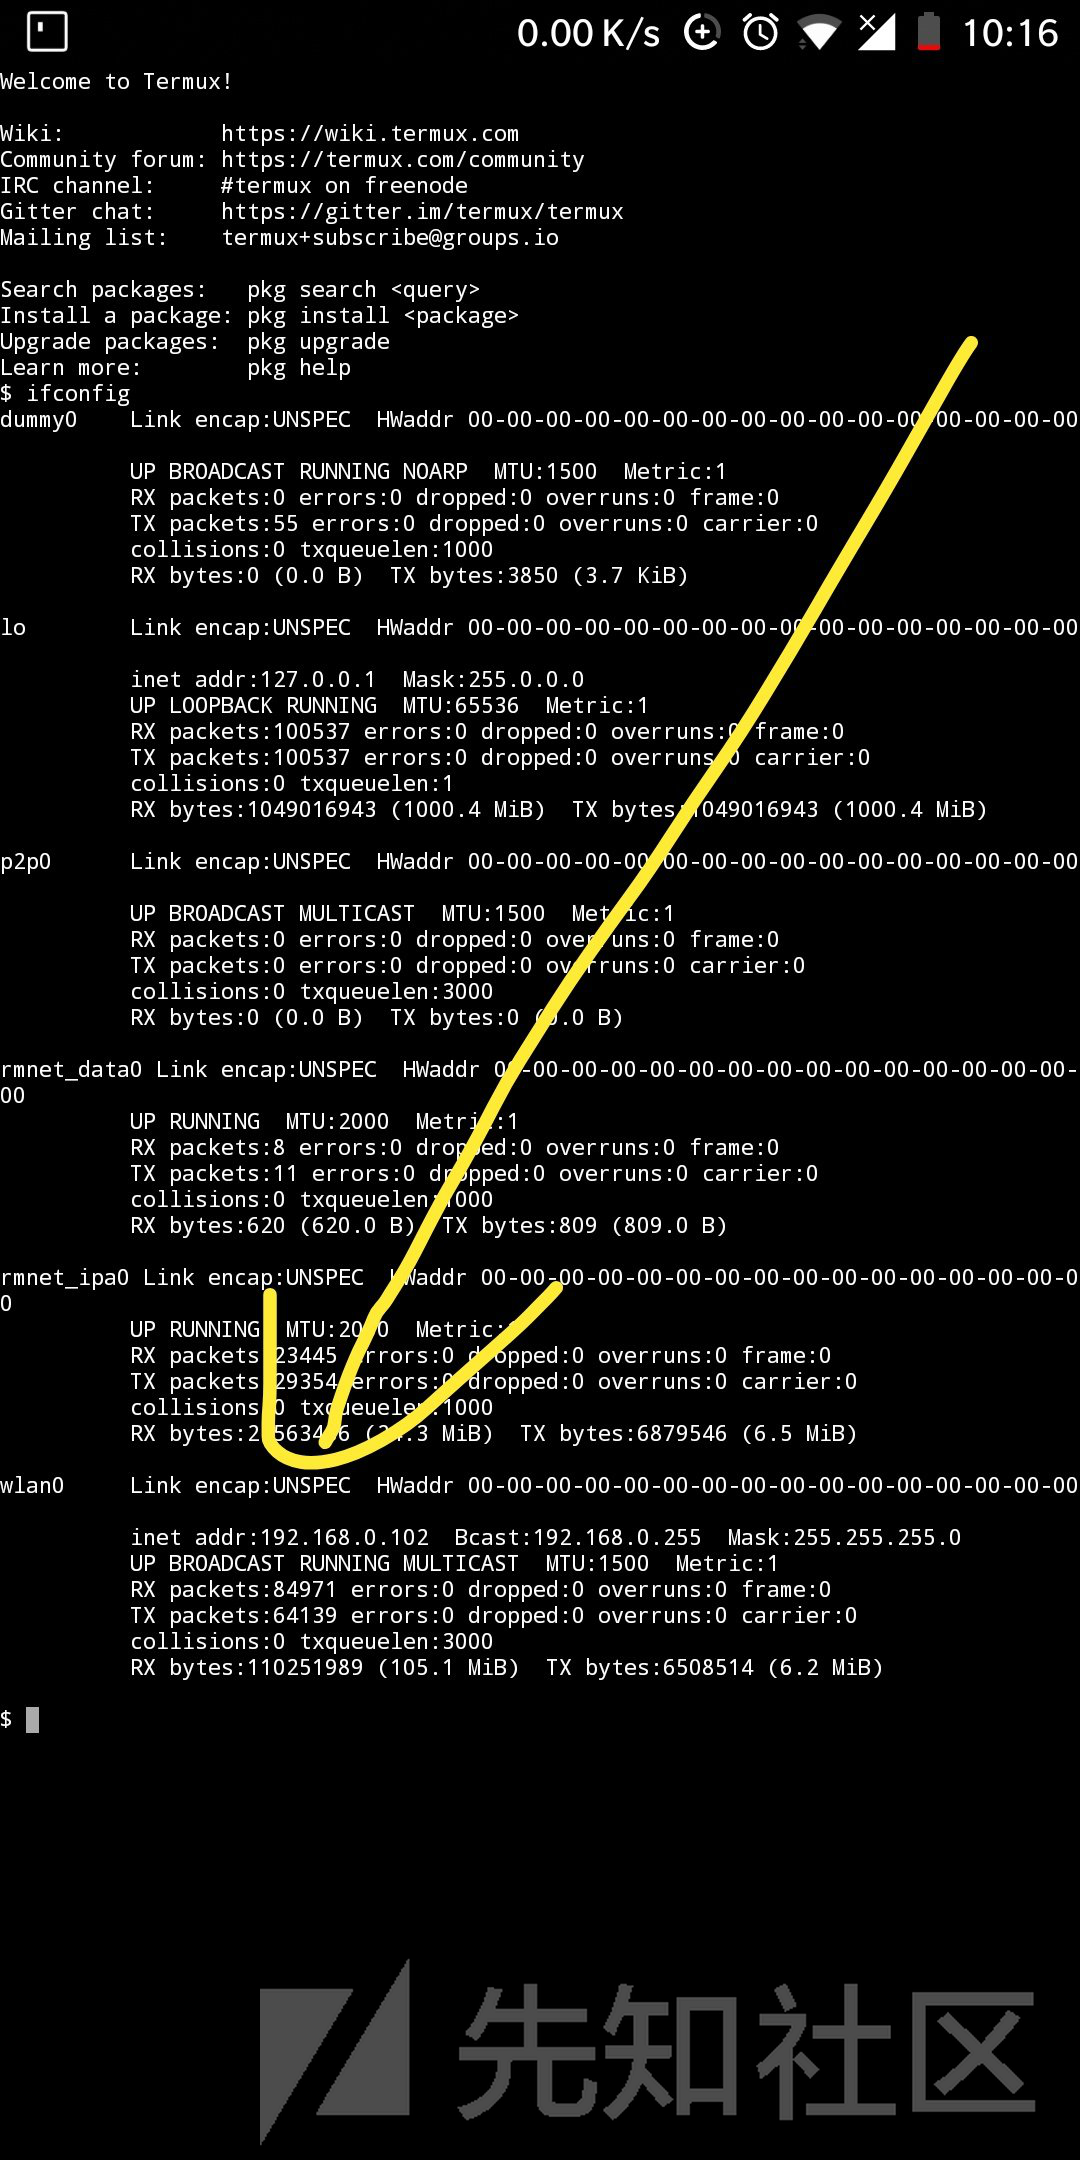 0.00 K/s 10:16
Welcome to Termux!
Wiki: https://wiki.termux.com
Community forum: https://termux.com/community
IRC channel: #termux on freenode
Gitter chat: https://gitter.im/termux/termux
Mailing list: termux+subscribe@groups.io
Search packages: pkg search <query>
Install a package: pkg install <package>
Upgrade packages: pkg upgrade
Learn more: pkg help
$ ifconfig
dummy0 Link encap:UNSPEC HWaddr 00-00-00-00-00-00-00-00-00-00-00-00-00-00-00-00
UP BROADCAST RUNNING NOARP MTU:1500 Metric:1
RX packets:0 errors:0 dropped:0 overruns:0 frame:0
TX packets:55 errors:0 dropped:0 overruns:0 carrier:0
collisions:0 txqueuelen:1000
RX bytes:0 (0.0 B) TX bytes:3850 (3.7 KiB)
lo Link encap:UNSPEC HWaddr 00-00-00-00-00-00-00-00-00-00-00-00-00-00-00-00
inet addr:127.0.0.1 Mask:255.0.0.0
UP LOOPBACK RUNNING MTU:65536 Metric:1
RX packets:100537 errors:0 dropped:0 overruns:0 frame:0
TX packets:100537 errors:0 dropped:0 overruns:0 carrier:0
collisions:0 txqueuelen:1
RX bytes:1049016943 (1000.4 MiB) TX bytes:1049016943 (1000.4 MiB)
p2p0 Link encap:UNSPEC HWaddr 00-00-00-00-00-00-00-00-00-00-00-00-00-00-00-00
UP BROADCAST MULTICAST MTU:1500 Metric:1
RX packets:0 errors:0 dropped:0 overruns:0 frame:0
TX packets:0 errors:0 dropped:0 overruns:0 carrier:0
collisions:0 txqueuelen:3000
RX bytes:0 (0.0 B) TX bytes:0 (0.0 B)
rmnet_data0 Link encap:UNSPEC HWaddr 00-00-00-00-00-00-00-00-00-00-00-00-00-00-00-
00
UP RUNNING MTU:2000 Metric:1
RX packets:8 errors:0 dropped:0 overruns:0 frame:0
TX packets:11 errors:0 dropped:0 overruns:0 carrier:0
collisions:0 txqueuelen:1000
RX bytes:620 (620.0 B) TX bytes:809 (809.0 B)
rmnet_ipa0 Link encap:UNSPEC HWaddr 00-00-00-00-00-00-00-00-00-00-00-00-00-00-00-0
0
UP RUNNING MTU:2000 Metric:1
RX packets:23445 errors:0 dropped:0 overruns:0 frame:0
TX packets:29354 errors:0 dropped:0 overruns:0 carrier:0
collisions:0 txqueuelen:1000
RX MiB) TX bytes:6879546 (6.5 MiB)
wlan0 Link encap:UNSPEC HWaddr 00-00-00-00-00-00-00-00-00-00-00-00-00-00-00-00
inet addr:192.168.0.102 Bcast:192.168.0.255 Mask:255.255.255.0
UP BROADCAST RUNNING MULTICAST MTU:1500 Metric:1
RX packets:84971 errors:0 dropped:0 overruns:0 frame:0
TX packets:64139 errors:0 dropped:0 overruns:0 carrier:0
collisions:0 txqueuelen:3000
RX bytes:110251989 (105.1 MiB) TX bytes:6508514 (6.2 MiB)
$
先知社区